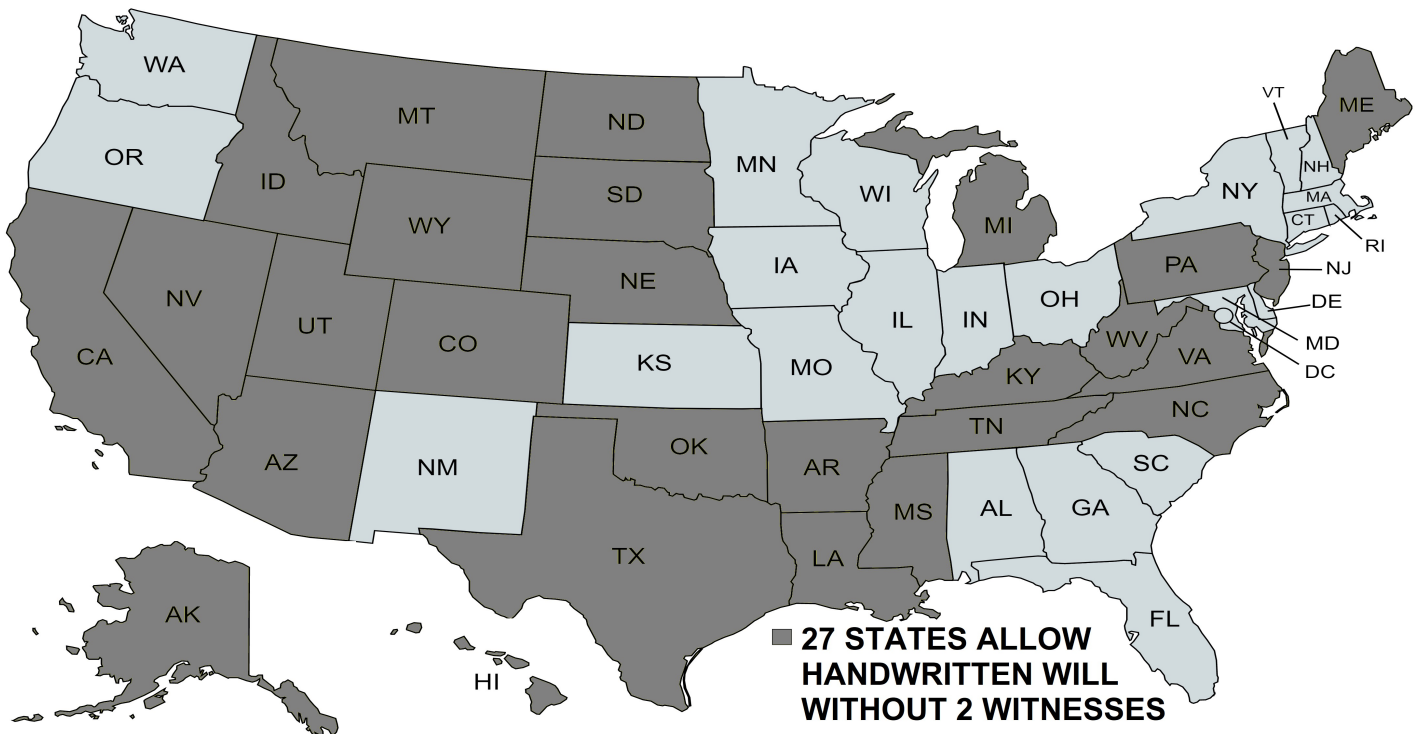 WA
MT
ND
MN
VT
ME
OR
ID
SD
WI
NY
NH
MA
CT
RI
WY
MI
IA
PA
NJ
NV
NE
OH
DE
UT
IL
IN
MD
CA
CO
KS
MO
WV
VA
DC
KY
NC
AZ
NM
OK
AR
TN
SC
MS
AL
GA
TX
LA
AK
FL
HI
27 STATES ALLOW
HANDWRITTEN WILL
WITHOUT 2 WITNESSES